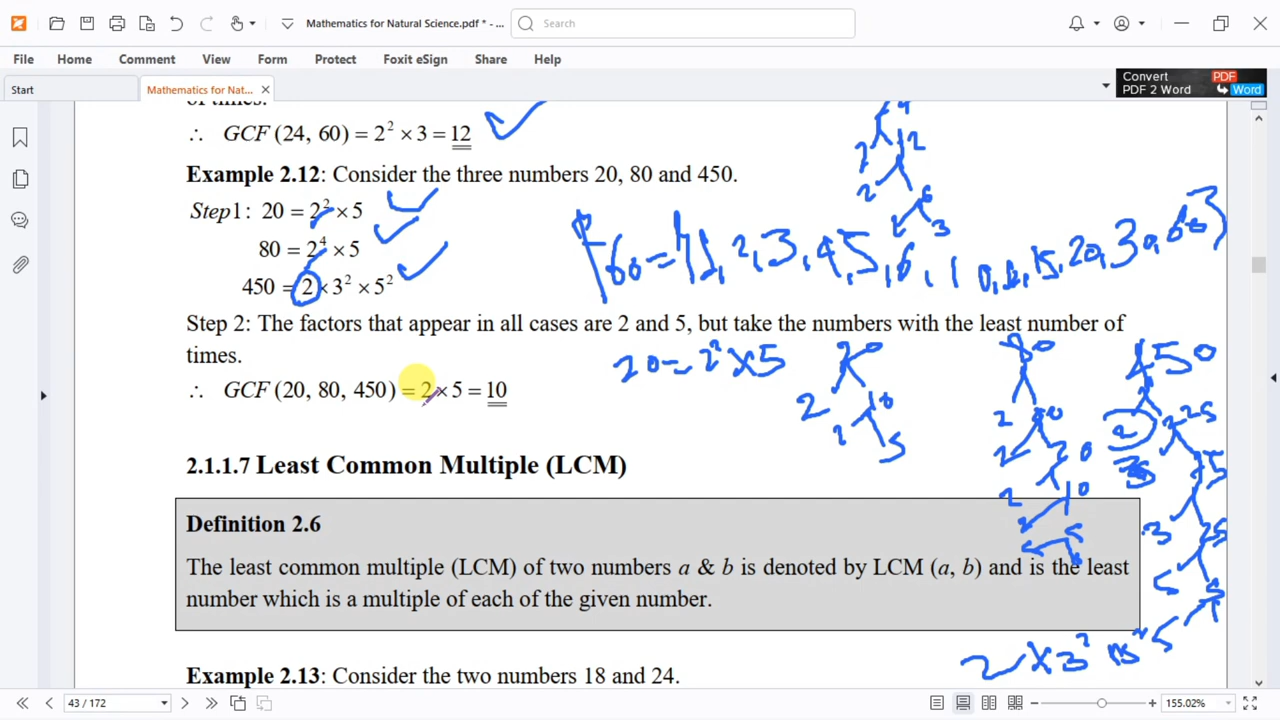 Mathematics for Natural Science.pdf * - ...
Search
File Home Comment View Form Protect Foxit eSign Share Help
Start
Mathematics for Nat...
Convert PDF
PDF 2 Word Word
of times.
∴ GCF (24, 60) = 2² × 3 = 12
Example 2.12: Consider the three numbers 20, 80 and 450.
Step1: 20 = 2² × 5
80 = 2⁴ × 5
450 = 2 × 3² × 5²
Step 2: The factors that appear in all cases are 2 and 5, but take the numbers with the least number of
times.
20 = 2² × 5
∴ GCF (20, 80, 450) = 2 × 5 = 10
2.1.1.7 Least Common Multiple (LCM)
Definition 2.6
The least common multiple (LCM) of two numbers a & b is denoted by LCM (a, b) and is the least
number which is a multiple of each of the given number.
Example 2.13: Consider the two numbers 18 and 24.
43 / 172
155.02%